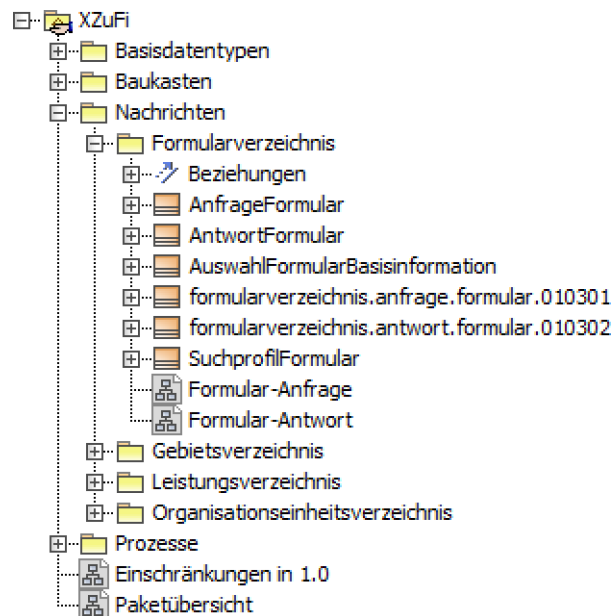 XZuFi
Basisdatentypen
Baukasten
Nachrichten
Formularverzeichnis
Beziehungen
AnfrageFormular
AntwortFormular
AuswahlFormularBasisinformation
formularverzeichnis.anfrage.formular.010301
formularverzeichnis.antwort.formular.010302
SuchprofilFormular
Formular-Anfrage
Formular-Antwort
Gebietsverzeichnis
Leistungsverzeichnis
Organisationseinheitsverzeichnis
Prozesse
Einschränkungen in 1.0
Paketübersicht